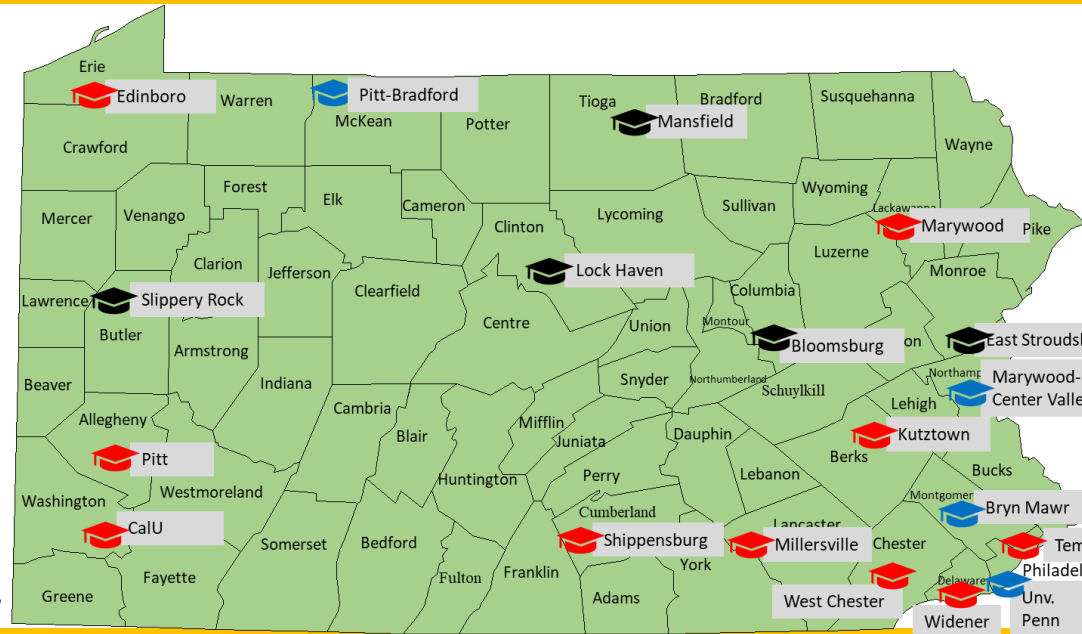 Erie
Edinboro
Warren
Pitt-Bradford
McKean
Potter
Tioga
Bradford
Mansfield
Susquehanna
Wayne
Crawford
Forest
Elk
Cameron
Mercer
Venango
Clinton
Lycoming
Sullivan
Wyoming
Lackawanna
Marywood
Pike
Clarion
Jefferson
Clearfield
Lock Haven
Luzerne
Monroe
Lawrence
Slippery Rock
Butler
Armstrong
Centre
Union
Montour
Columbia
Bloomsburg
on
East Strouds
Beaver
Indiana
Snyder
Northumberland
Schuylkill
Northamp
Marywood-
Center Valle
Lehigh
Allegheny
Cambria
Blair
Mifflin
Juniata
Dauphin
Kutztown
Berks
Pitt
Westmoreland
Huntington
Perry
Lebanon
Bucks
Washington
CalU
Cumberland
Montgomer
Bryn Mawr
Somerset
Bedford
Shippensburg
Lancaster
Millersville
Chester
Tem
Philadel
Greene
Fayette
Fulton
Franklin
York
Adams
West Chester
Delaware
Widener
Unv.
Penn